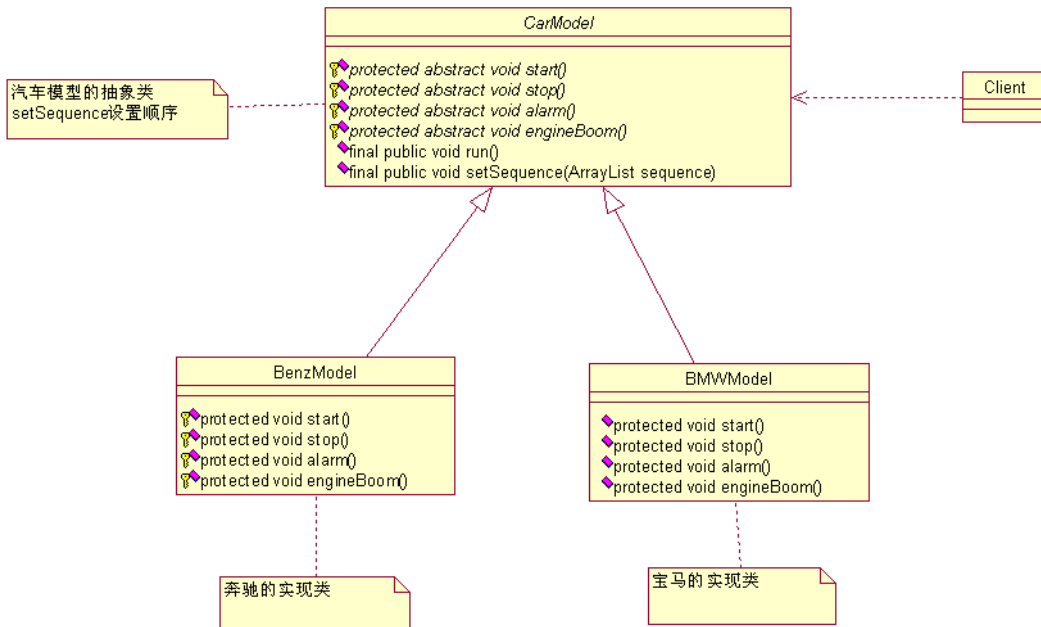 CarModel
protected abstract void start()
protected abstract void stop()
protected abstract void alarm()
protected abstract void engineBoom()
final public void run()
final public void setSequence(ArrayList sequence)
汽车模型的抽象类
setSequence设置顺序
Client
BenzModel
protected void start()
protected void stop()
protected void alarm()
protected void engineBoom()
BMWModel
protected void start()
protected void stop()
protected void alarm()
protected void engineBoom()
奔驰的实现类
宝马的实现类